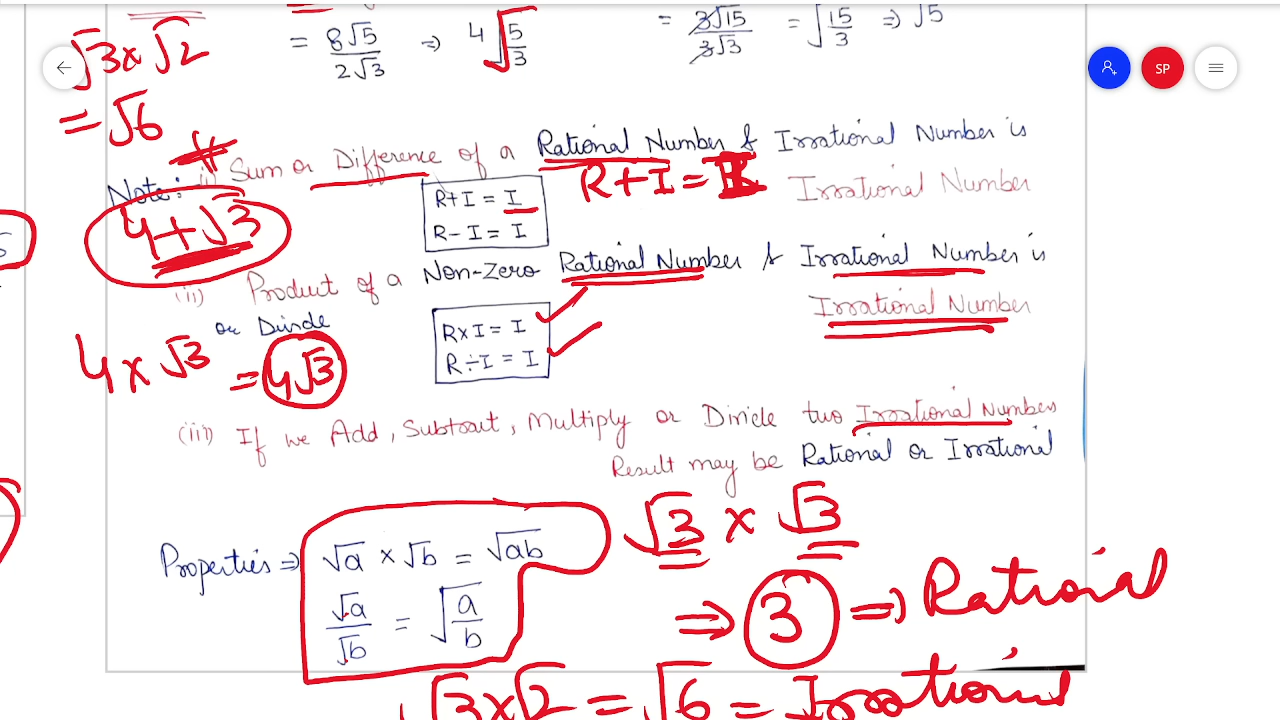 √3 × √2
= √6
= 8√5 / 2√3 ⇒ 4√5/3
= 3√15 / 3√3 = √15/3 ⇒ √5
SP
Note: (i) Sum or Difference of a Rational Number & Irrational Number is
Irrational Number
R+I = I
R- I = I
R+I = I
4+√3
(ii) Product of a Non-Zero Rational Number & Irrational Number is
or Divide
Irrational Number
R×I = I
R÷I = I
4 × √3 = 4√3
(iii) If we Add, Subtract, Multiply or Divide two Irrational Numbers
Result may be Rational or Irrational
√3 × √3
⇒ 3 ⇒ Rational
Properties ⇒ √a × √b = √ab
√a / √b = √a/b
√3×√2 = √6 = Irrational